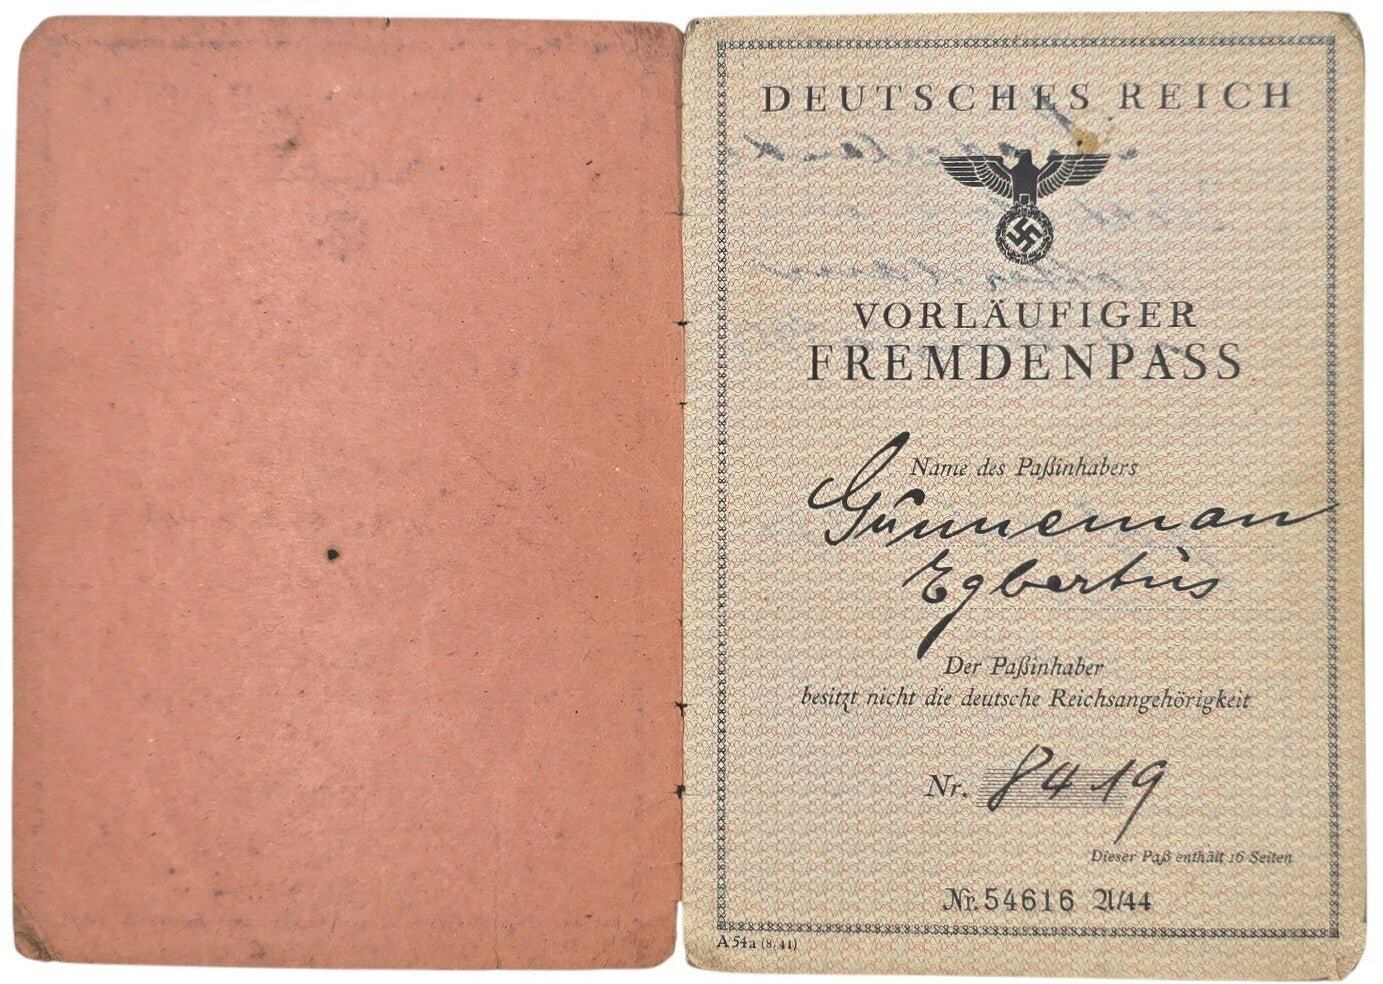 DEUTSCHES REICH
VORLÄUFIGER
FREMDENPASS
Name des Paßinhabers
Günneman
Egbertus
Der Paßinhaber
besitzt nicht die deutsche Reichsangehörigkeit
Nr. 8419
Dieser Paß enthält 16 Seiten
Nr. 54616 A/44
A 54a (8. 41)